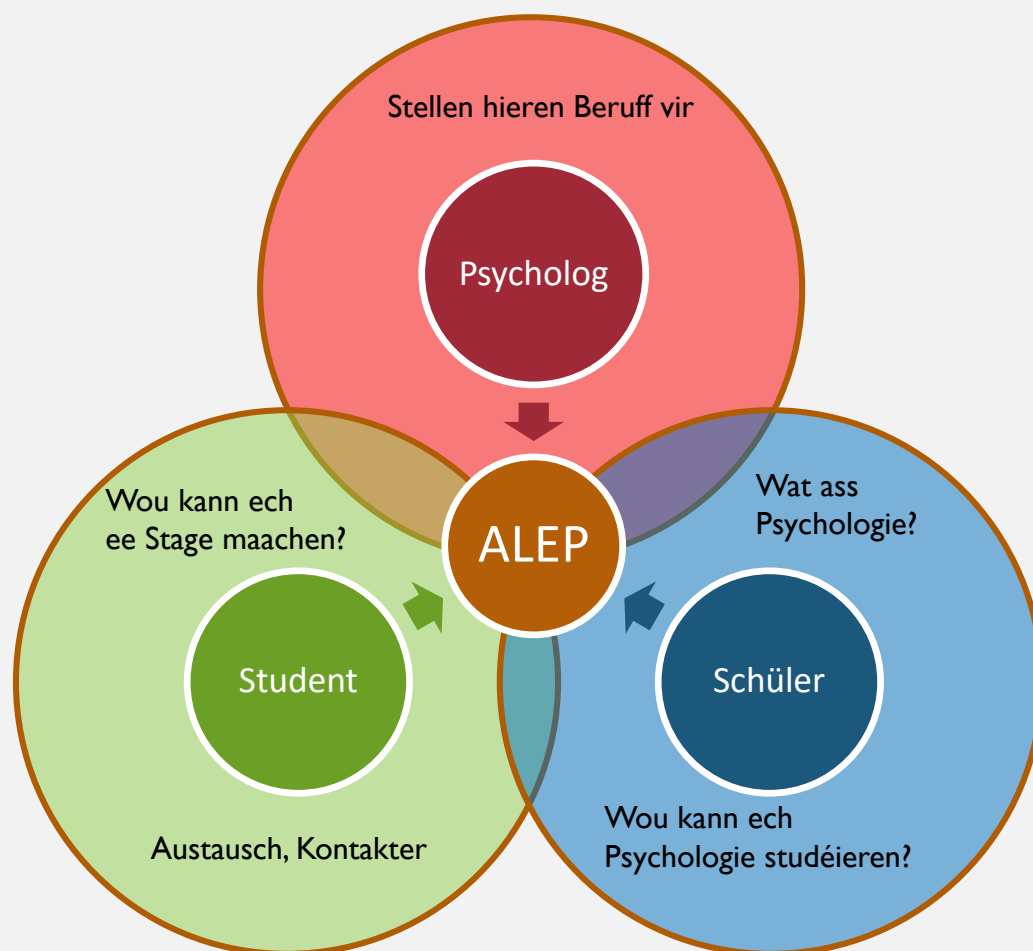 Stellen hieren Beruff vir
Psycholog
ALEP
Wou kann ech
ee Stage maachen?
Student
Austausch, Kontakter
Wat ass
Psychologie?
Schüler
Wou kann ech
Psychologie studéieren?